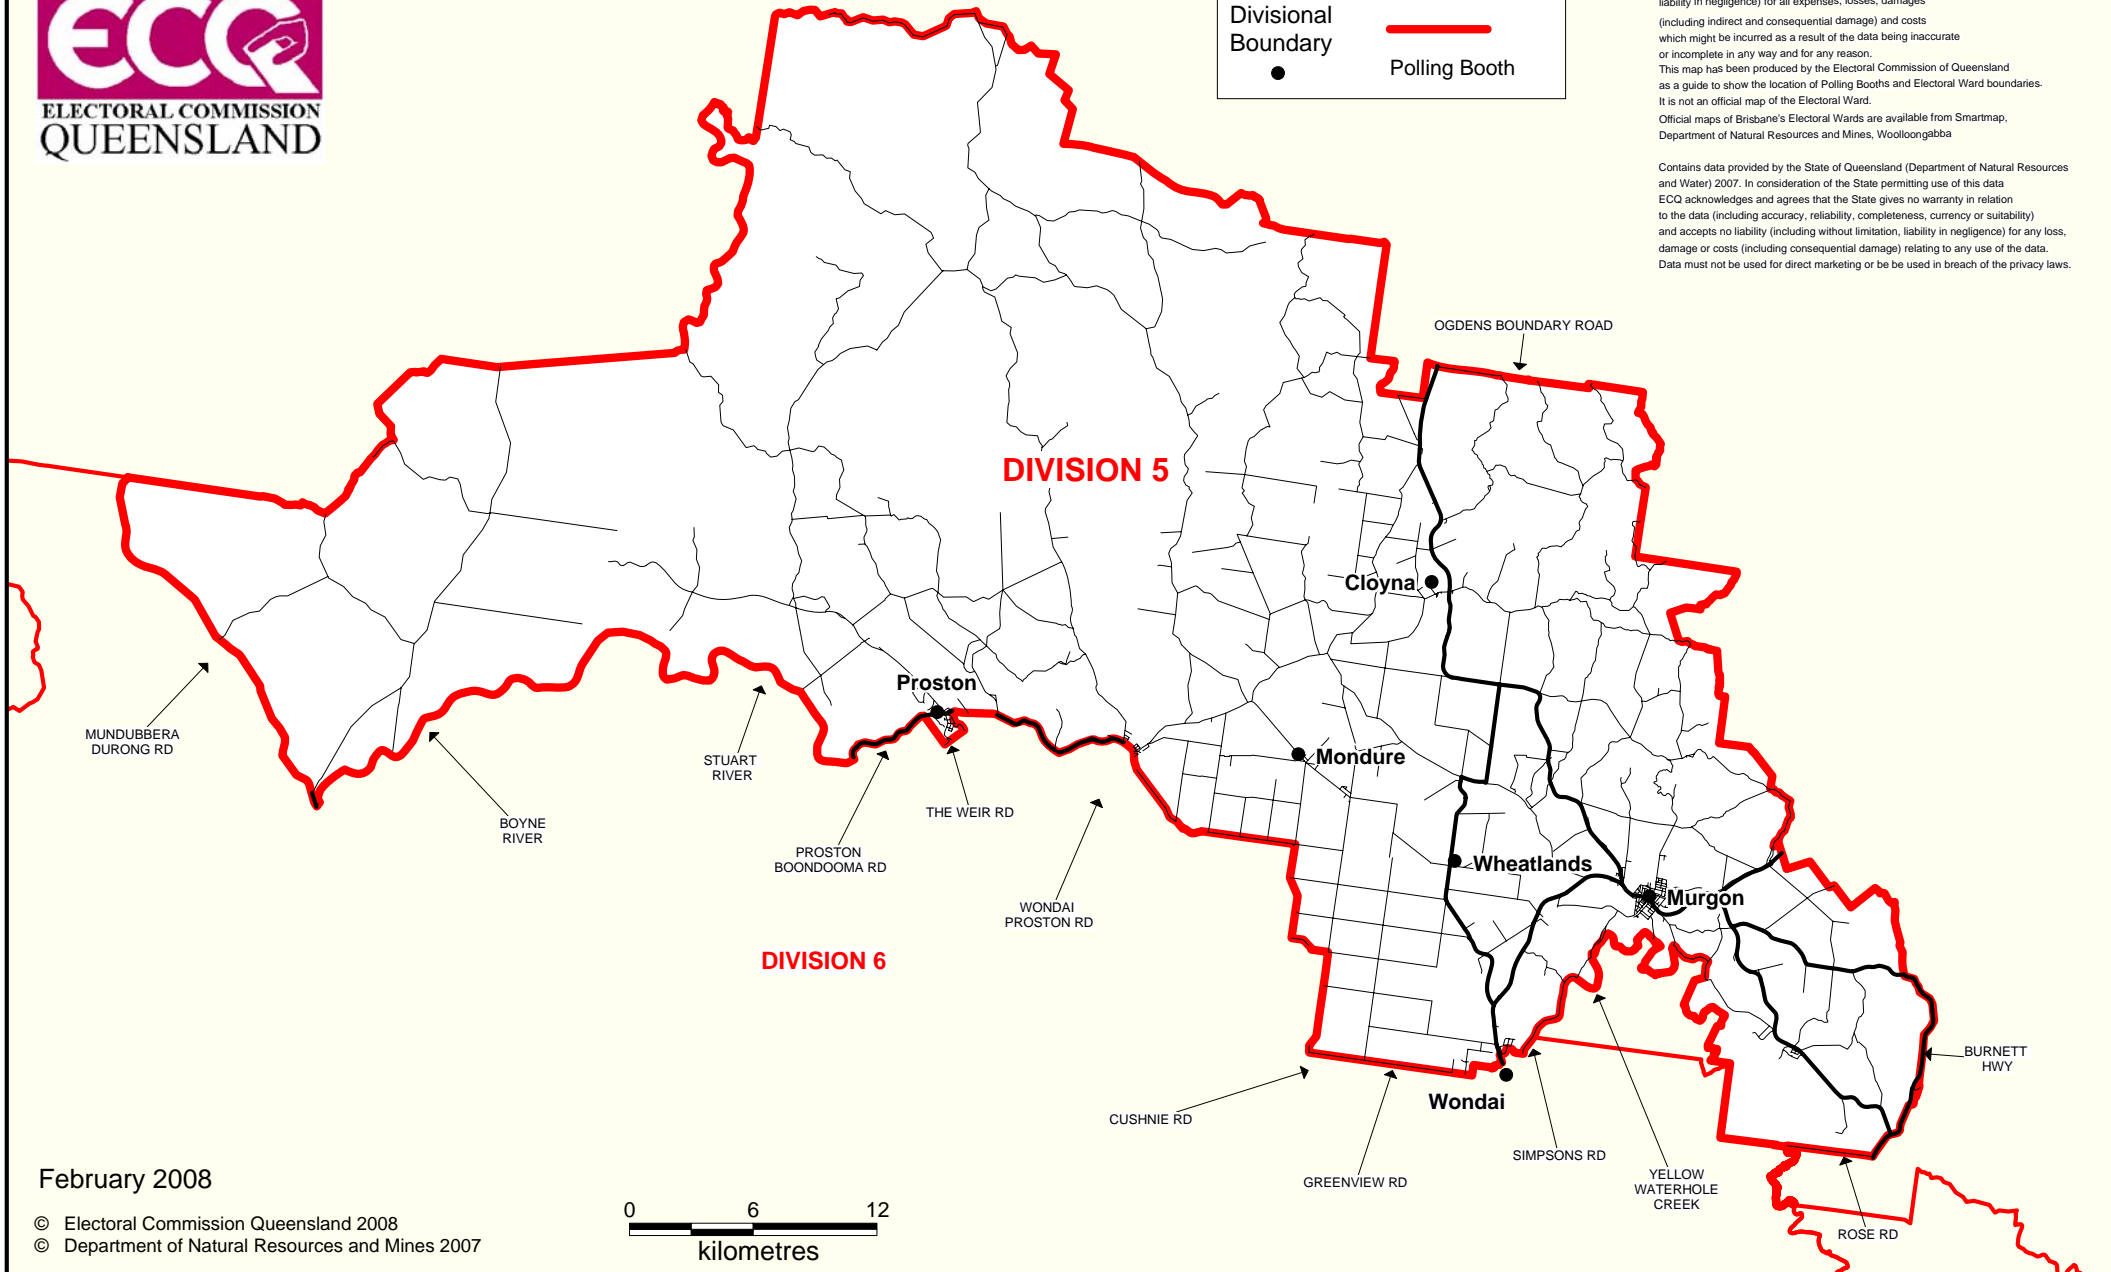 ECQ
ELECTORAL COMMISSION
QUEENSLAND
Divisional
Boundary
Polling Booth
liability in negligence) for all expenses, losses, damages
(including indirect and consequential damage) and costs
which might be incurred as a result of the data being inaccurate
or incomplete in any way and for any reason.
This map has been produced by the Electoral Commission of Queensland
as a guide to show the location of Polling Booths and Electoral Ward boundaries.
It is not an official map of the Electoral Ward.
Official maps of Brisbane's Electoral Wards are available from Smartmap,
Department of Natural Resources and Mines, Woolloongabba
Contains data provided by the State of Queensland (Department of Natural Resources
and Water) 2007. In consideration of the State permitting use of this data
ECQ acknowledges and agrees that the State gives no warranty in relation
to the data (including accuracy, reliability, completeness, currency or suitability)
and accepts no liability (including without limitation, liability in negligence) for any loss,
damage or costs (including consequential damage) relating to any use of the data.
Data must not be used for direct marketing or be be used in breach of the privacy laws.
OGDENS BOUNDARY ROAD
DIVISION 5
Cloyna
Proston
MUNDUBBERA
DURONG RD
STUART
RIVER
Mondure
BOYNE
RIVER
THE WEIR RD
PROSTON
BOONDOOMA RD
Wheatlands
Murgon
WONDAI
PROSTON RD
DIVISION 6
BURNETT
HWY
Wondai
CUSHNIE RD
SIMPSONS RD
GREENVIEW RD
YELLOW
WATERHOLE
CREEK
ROSE RD
February 2008
© Electoral Commission Queensland 2008
© Department of Natural Resources and Mines 2007
0 6 12
kilometres